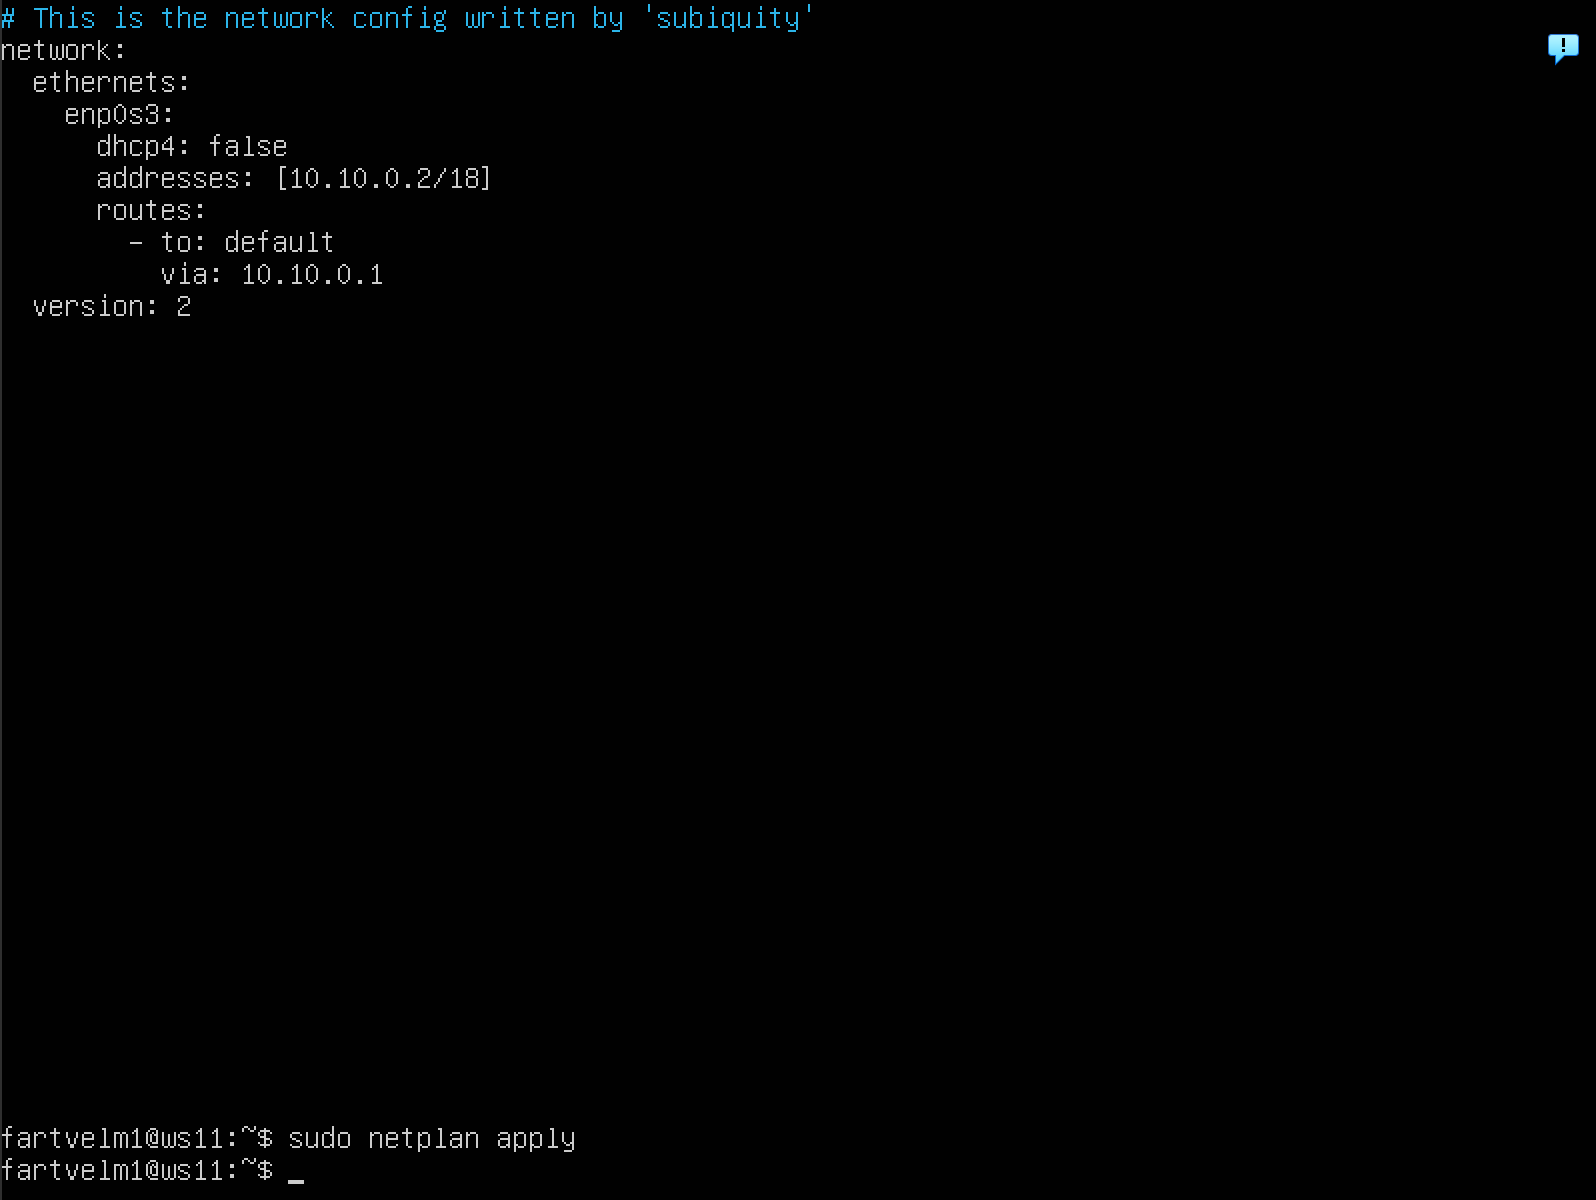 # This is the network config written by 'subiquity'
network:
  ethernets:
    enp0s3:
      dhcp4: false
      addresses: [10.10.0.2/18]
      routes:
        - to: default
          via: 10.10.0.1
  version: 2
fartvelm1@ws11:~$ sudo netplan apply
fartvelm1@ws11:~$ _